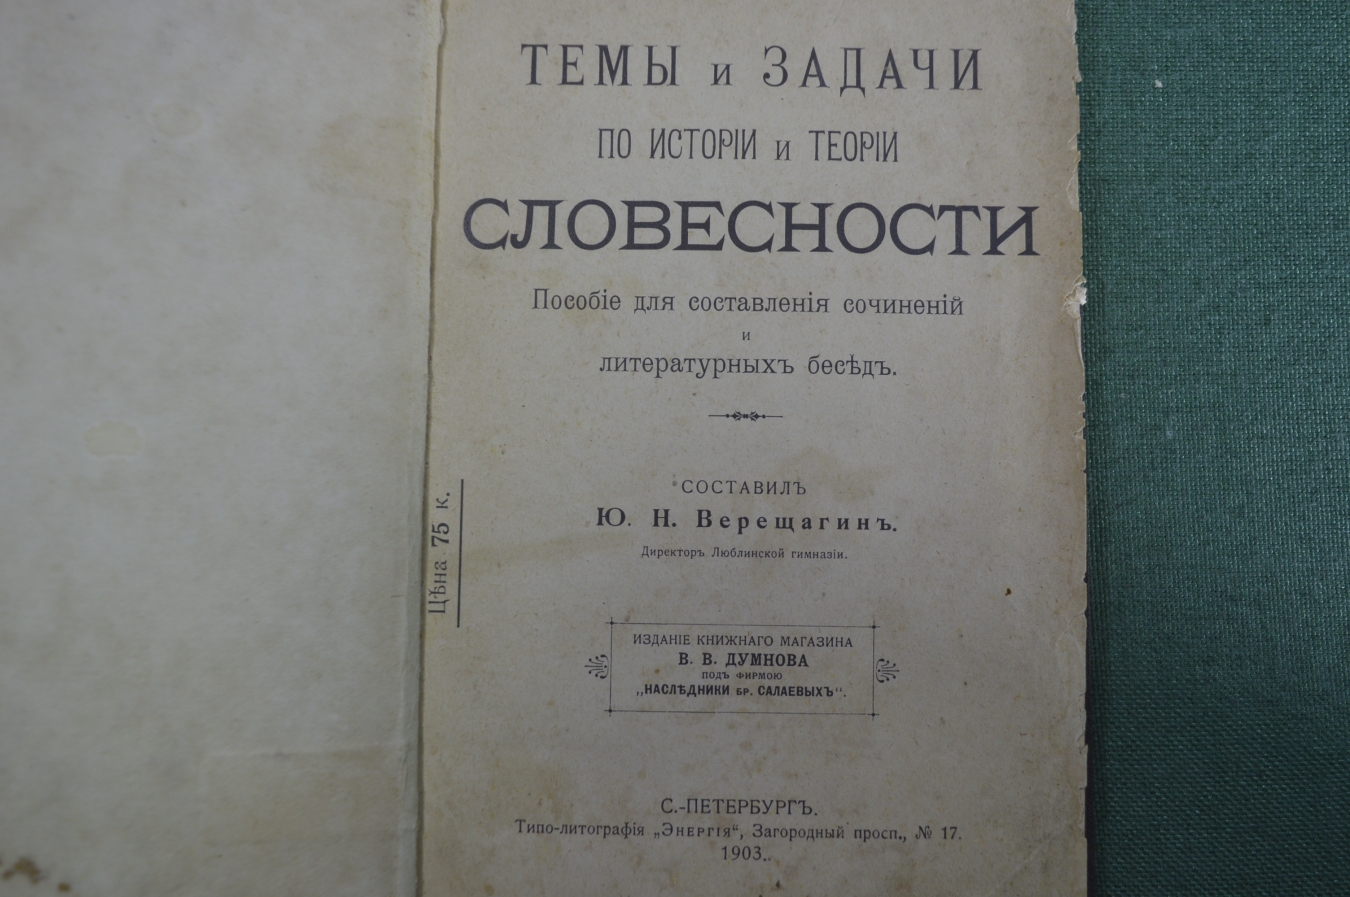 ТЕМЫ и ЗАДАЧИ
ПО ИСТОРІИ и ТЕОРІИ
СЛОВЕСНОСТИ
Пособіе для составленія сочиненій
и
литературныхъ бесѣдъ.
СОСТАВИЛЪ
Ю. Н. Верещагинъ.
Директоръ Люблинской гимназіи.
Цѣна 75 к.
ИЗДАНІЕ КНИЖНАГО МАГАЗИНА
В. В. ДУМНОВА
ПОДЪ ФИРМОЮ
„НАСЛѢДНИКИ БР. САЛАЕВЫХЪ“.
С.-ПЕТЕРБУРГЪ.
Типо-литографія „Энергія“, Загородный просп., № 17.
1903.